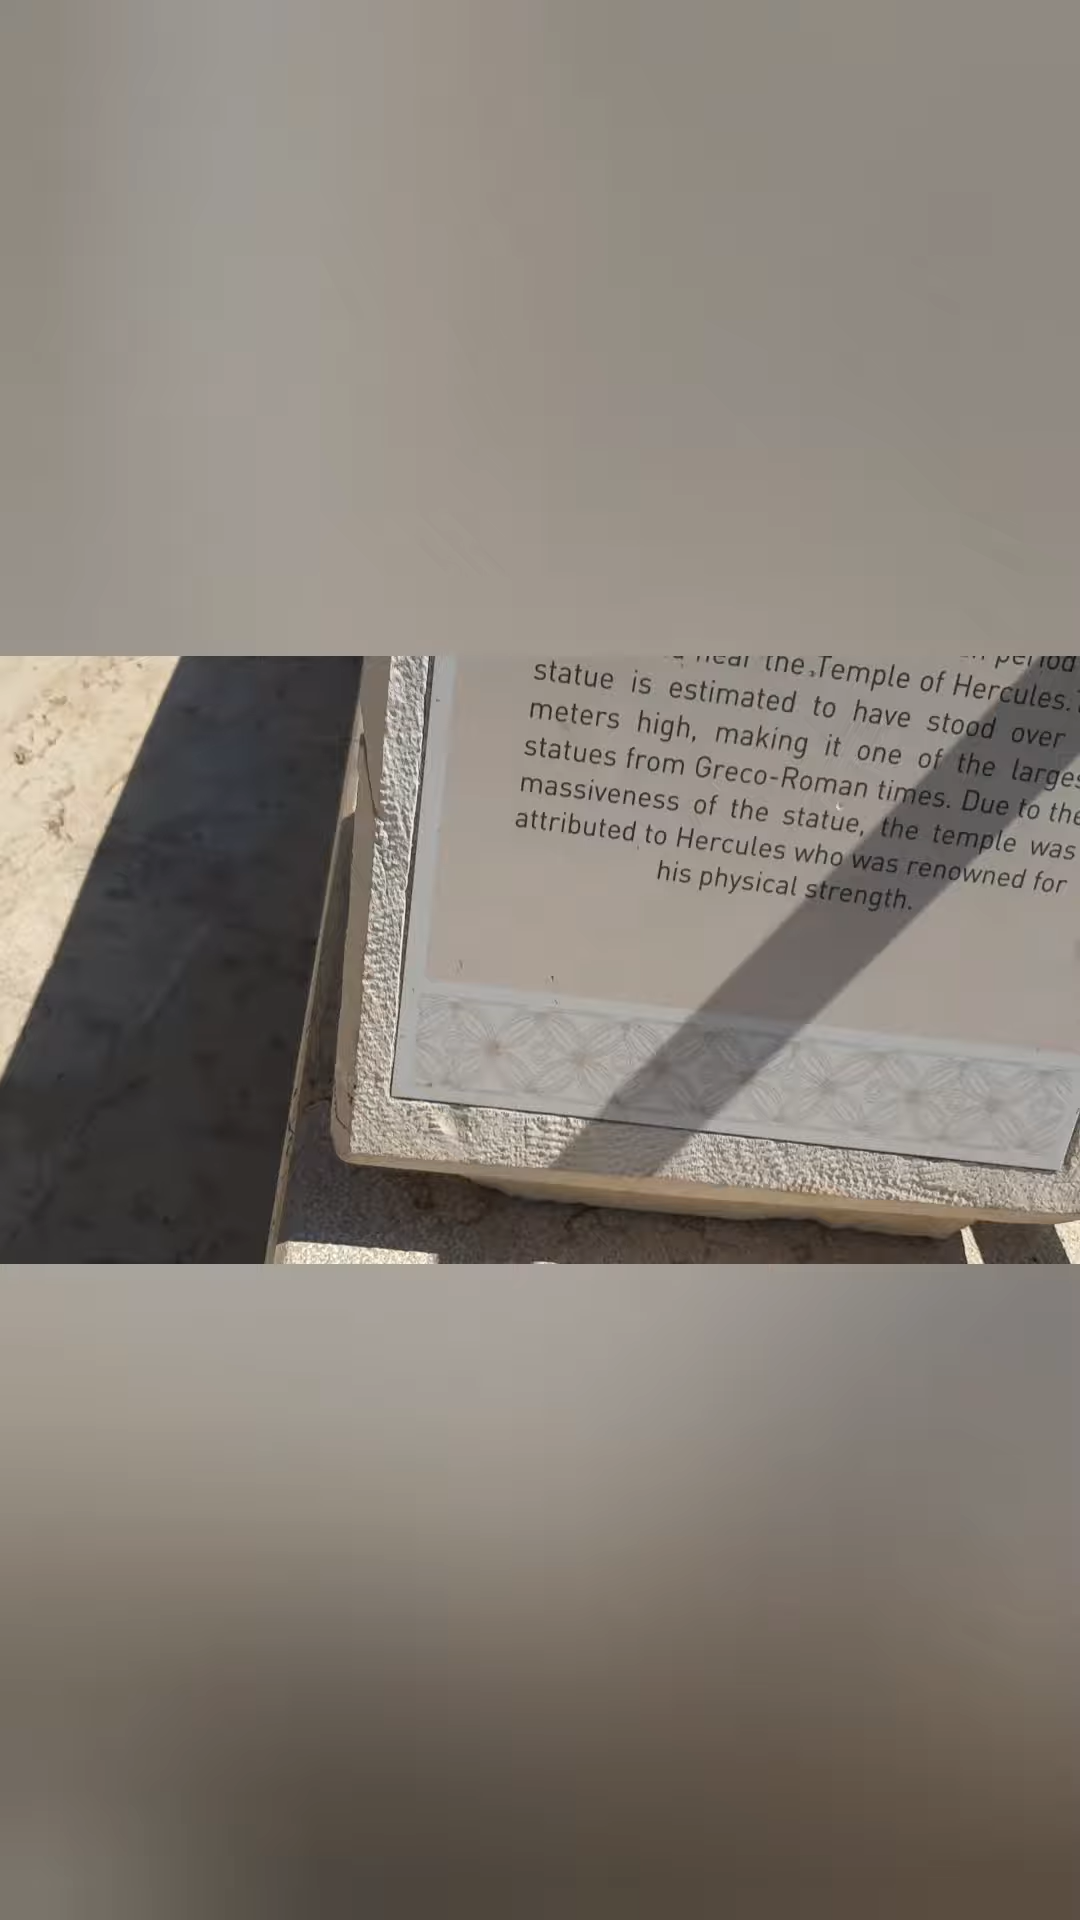 near the Temple of Hercules.
statue is estimated to have stood over
meters high, making it one of the larges
statues from Greco-Roman times. Due to the
massiveness of the statue, the temple was
attributed to Hercules who was renowned for
his physical strength.